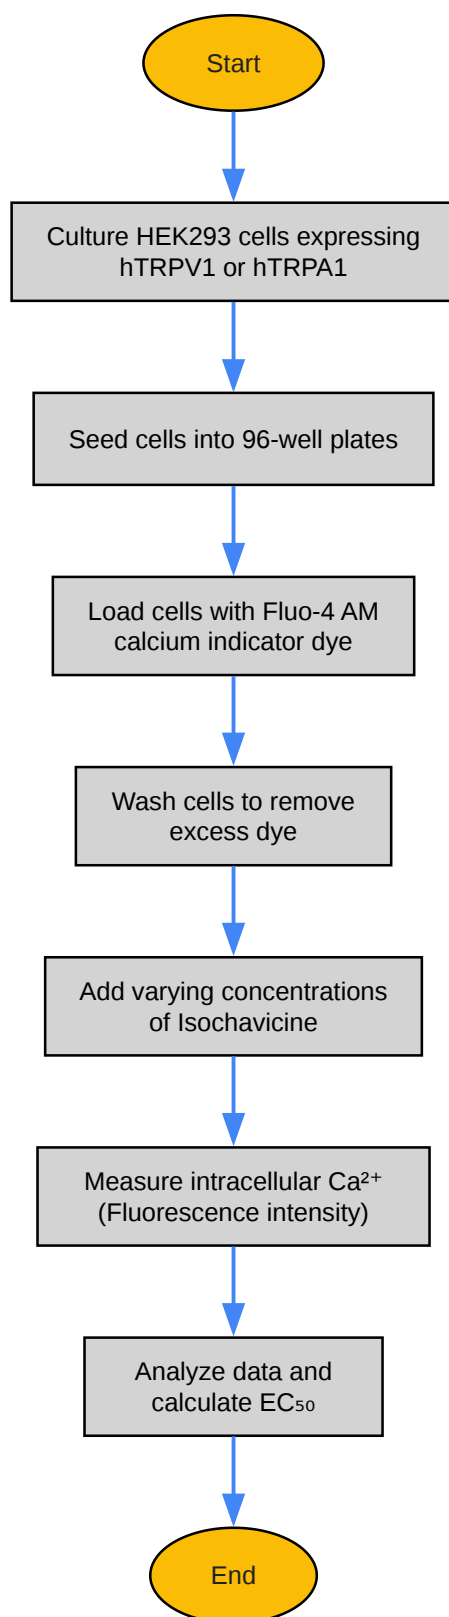 Start
Culture HEK293 cells expressing
hTRPV1 or hTRPA1
Seed cells into 96-well plates
Load cells with Fluo-4 AM
calcium indicator dye
Wash cells to remove
excess dye
Add varying concentrations
of Isochavicine
Measure intracellular Ca²⁺
(Fluorescence intensity)
Analyze data and
calculate EC₅₀
End